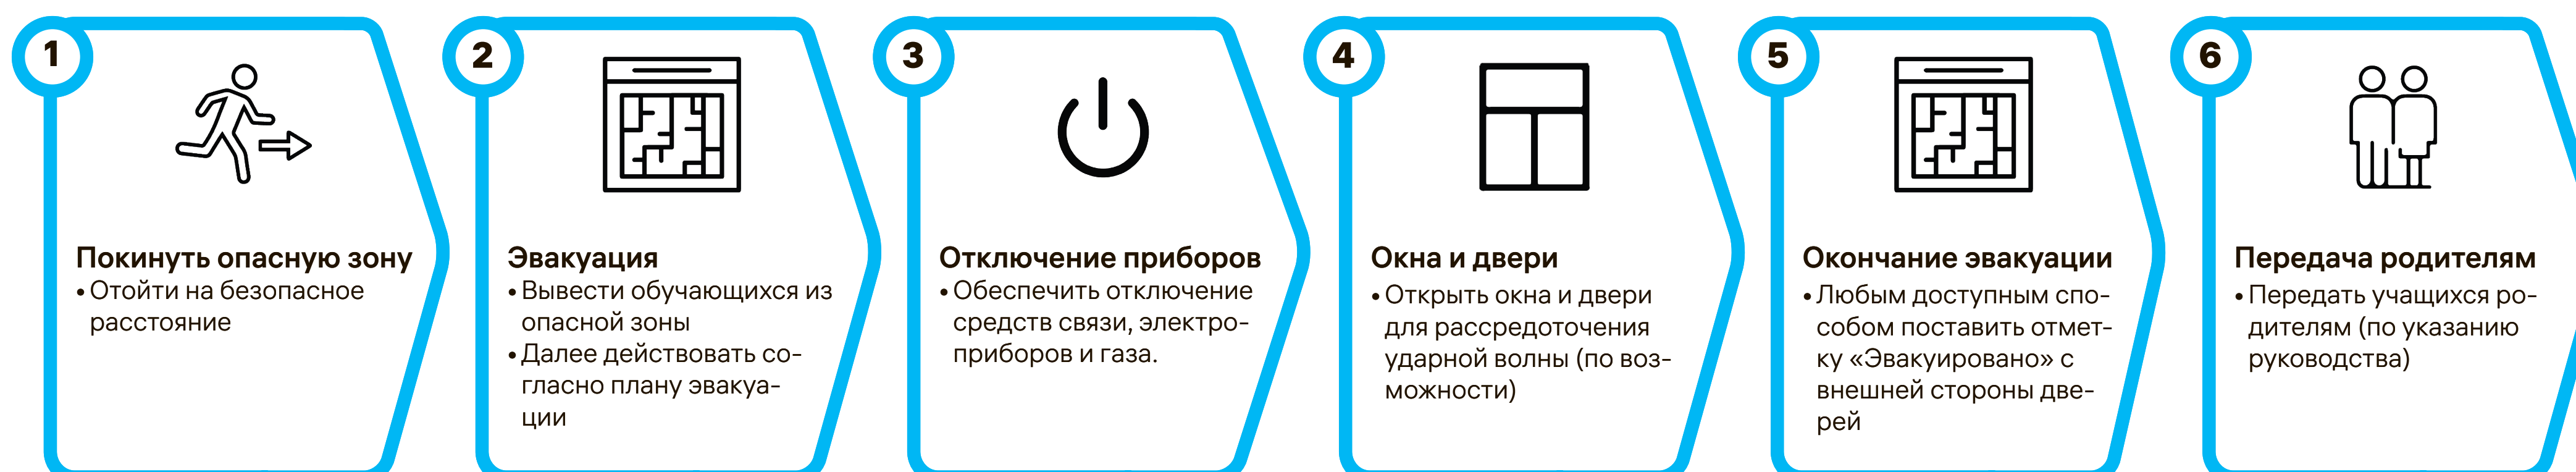 1
Покинуть опасную зону
• Отойти на безопасное
расстояние
2
Эвакуация
• Вывести обучающихся из
опасной зоны
• Далее действовать со-
гласно плану эвакуа-
ции
3
Отключение приборов
• Обеспечить отключение
средств связи, электро-
приборов и газа.
4
Окна и двери
• Открыть окна и двери
для рассредоточения
ударной волны (по воз-
можности)
5
Окончание эвакуации
• Любым доступным спо-
собом поставить отмет-
ку «Эвакуировано» с
внешней стороны две-
рей
6
Передача родителям
• Передать учащихся ро-
дителям (по указанию
руководства)